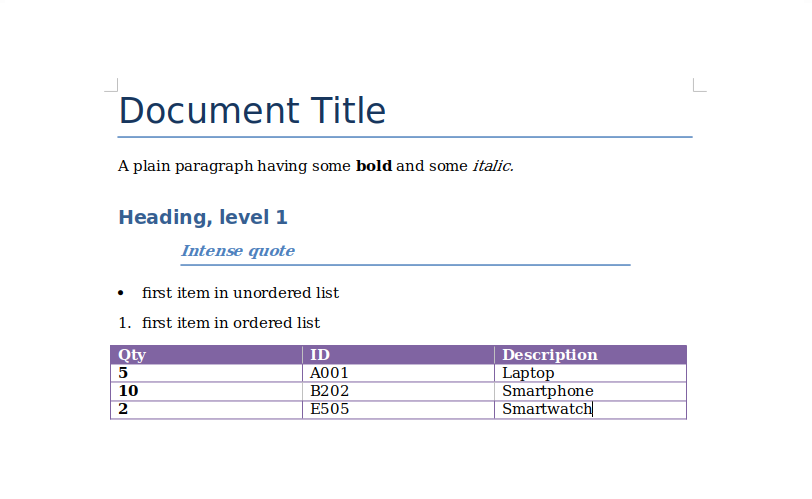 Document Title
A plain paragraph having some bold and some italic.
Heading, level 1
Intense quote
• first item in unordered list
1. first item in ordered list
Qty ID Description
5 A001 Laptop
10 B202 Smartphone
2 E505 Smartwatch